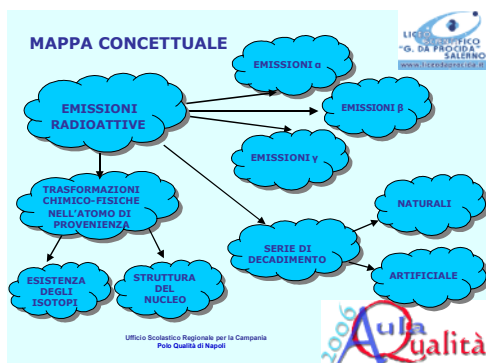 MAPPA CONCETTUALE
LICEO SCIENTIFICO
"G. DA PROCIDA"
SALERNO
EMISSIONI α
EMISSIONI
RADIOATTIVE
EMISSIONI β
EMISSIONI γ
TRASFORMAZIONI
CHIMICO-FISICHE
NELL'ATOMO DI
PROVENIENZA
NATURALI
SERIE DI
DECADIMENTO
ARTIFICIALE
ESISTENZA
DEGLI
ISOTOPI
STRUTTURA
DEL
NUCLEO
Ufficio Scolastico Regionale per la Campania
Polo Qualità di Napoli
2006
Aula
Qualità